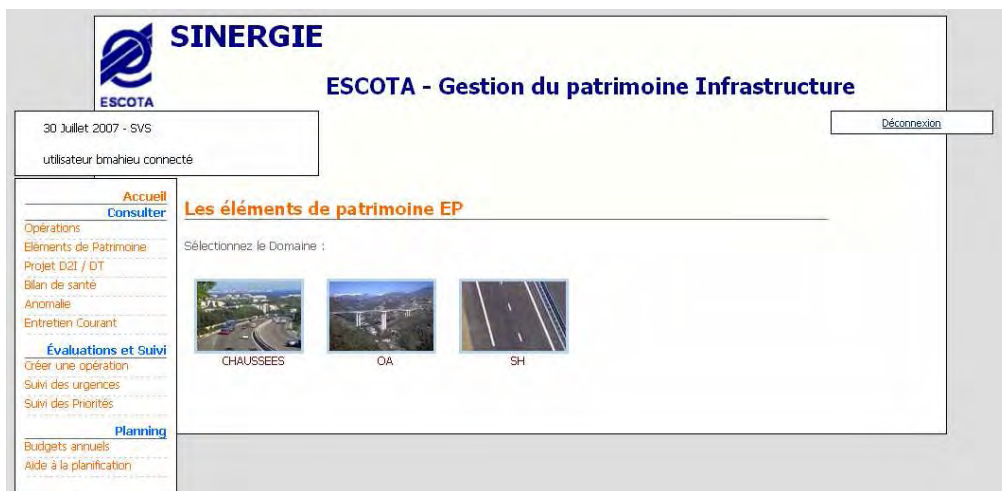 SINERGIE
ESCOTA - Gestion du patrimoine Infrastructure
ESCOTA
30 Juillet 2007 - SVS
utilisateur bmahieu connecté
Déconnexion
Accueil
Consulter
Opérations
Eléments de Patrimoine
Projet D2I / DT
Bilan de santé
Anomalie
Entretien Courant
Évaluations et Suivi
Créer une opération
Suivi des urgences
Suivi des Priorités
Planning
Budgets annuels
Aide à la planification
Les éléments de patrimoine EP
Sélectionnez le Domaine :
CHAUSSEES
OA
SH